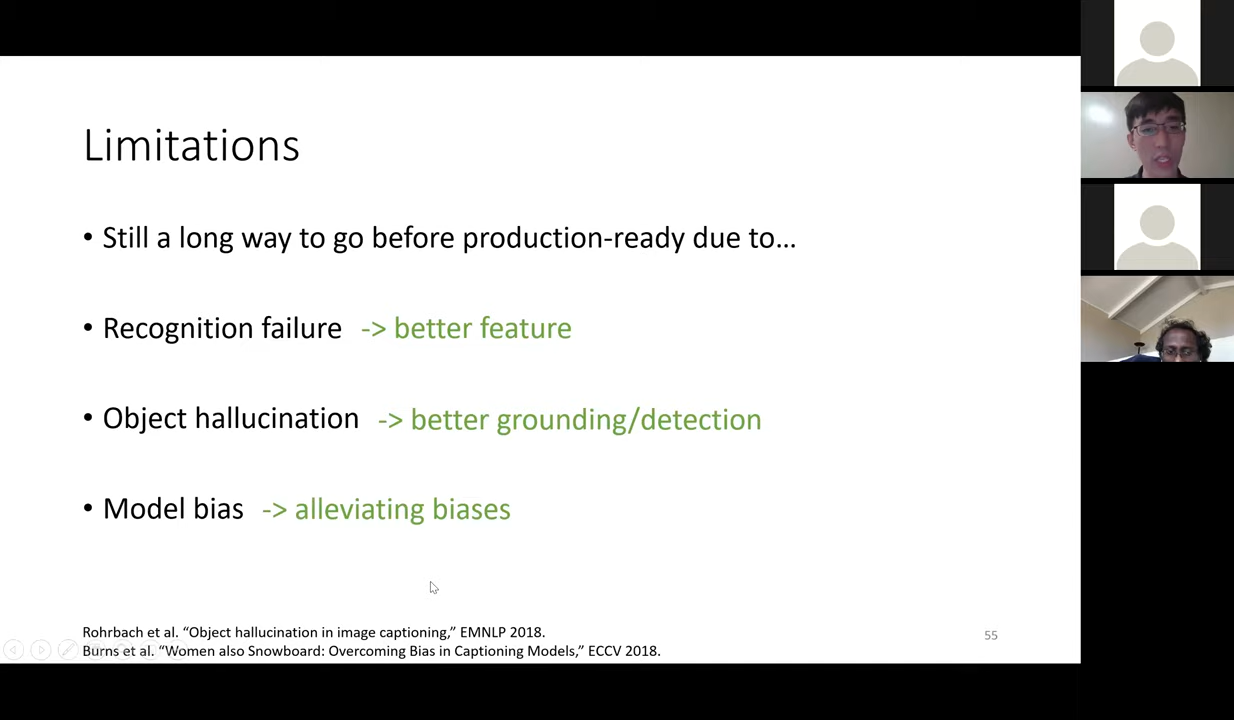 Limitations
• Still a long way to go before production-ready due to...
• Recognition failure -> better feature
• Object hallucination -> better grounding/detection
• Model bias -> alleviating biases
Rohrbach et al. “Object hallucination in image captioning,” EMNLP 2018.
Burns et al. “Women also Snowboard: Overcoming Bias in Captioning Models,” ECCV 2018.
55